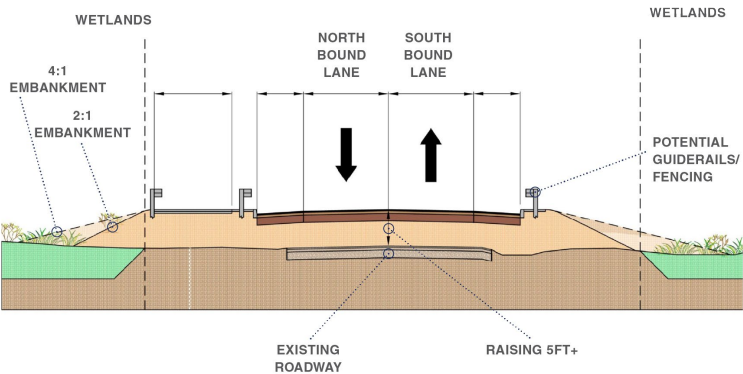 WETLANDS
WETLANDS
NORTH
BOUND
LANE
SOUTH
BOUND
LANE
4:1
EMBANKMENT
2:1
EMBANKMENT
POTENTIAL
GUIDERAILS/
FENCING
EXISTING
ROADWAY
RAISING 5FT+